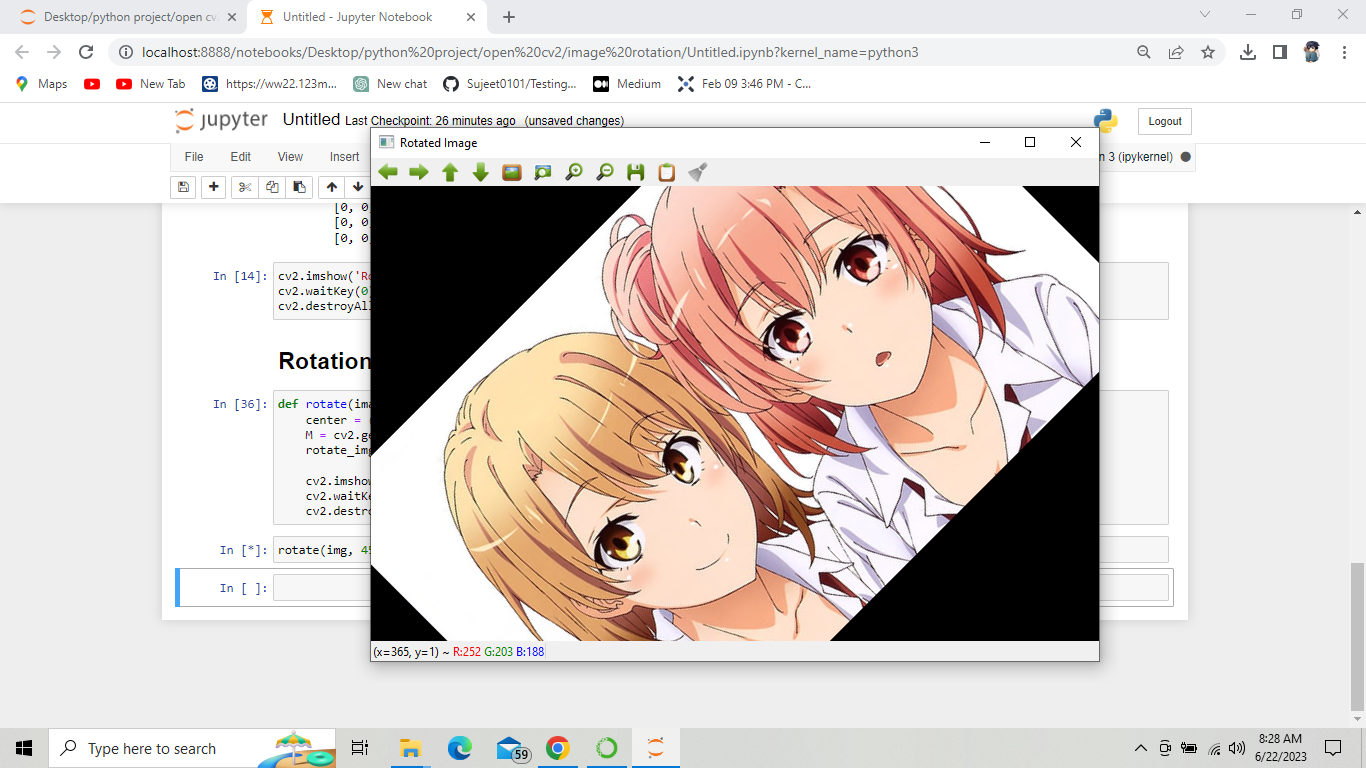 Desktop/python project/open cv
Untitled - Jupyter Notebook
localhost:8888/notebooks/Desktop/python%20project/open%20cv2/image%20rotation/Untitled.ipynb?kernel_name=python3
Maps
New Tab
https://ww22.123m...
New chat
Sujeet0101/Testing...
Medium
Feb 09 3:46 PM - C...
jupyter Untitled Last Checkpoint: 26 minutes ago (unsaved changes)
Logout
File Edit View Insert
n 3 (ipykernel)
Rotated Image
[0, 0
[0, 0
[0, 0
In [14]: cv2.imshow('Ro
cv2.waitKey(0
cv2.destroyAl
Rotation
In [36]: def rotate(ima
center =
M = cv2.ge
rotate_img
cv2.imshow
cv2.waitKe
cv2.destro
In [*]: rotate(img, 45
In [ ]:
(x=365, y=1) ~ R:252 G:203 B:188
Type here to search
59
8:28 AM
6/22/2023